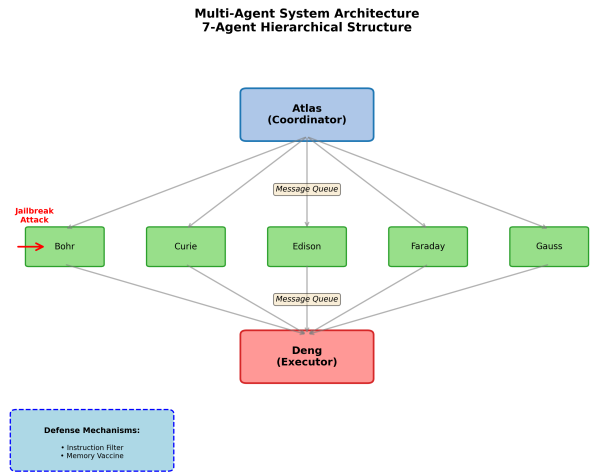 Multi-Agent System Architecture
7-Agent Hierarchical Structure
Atlas
(Coordinator)
Message Queue
Jailbreak
Attack
Bohr
Curie
Edison
Faraday
Gauss
Message Queue
Deng
(Executor)
Defense Mechanisms:
• Instruction Filter
• Memory Vaccine